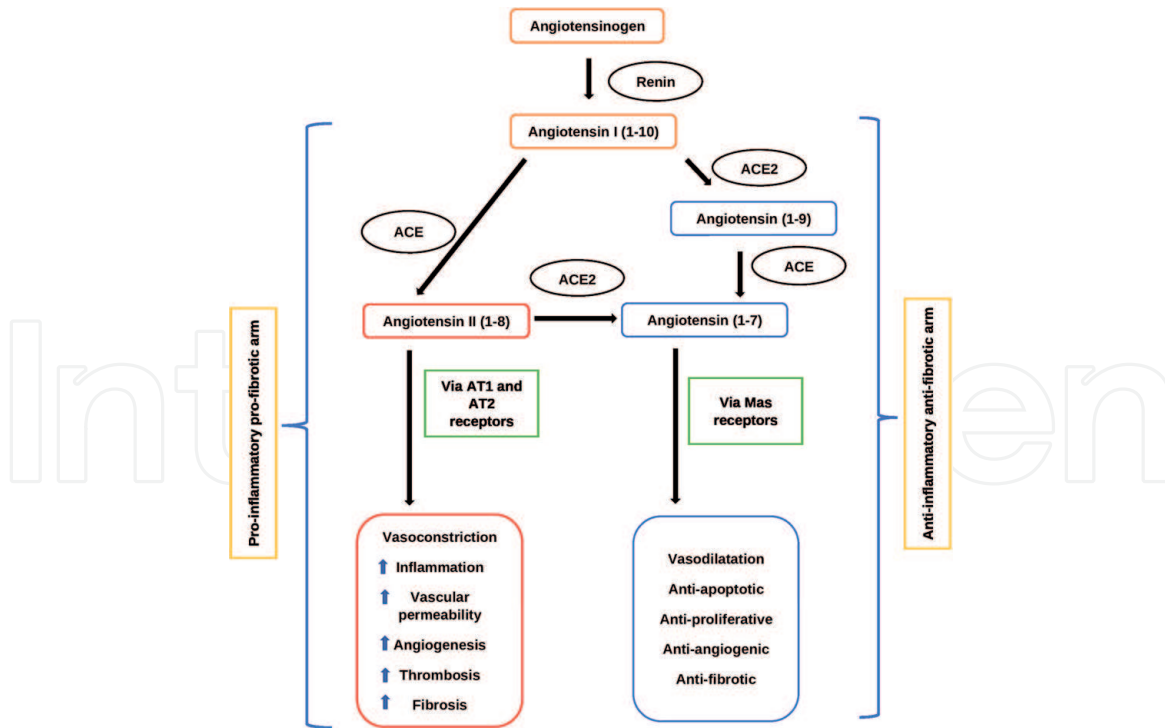 Angiotensinogen
Renin
Angiotensin I (1-10)
ACE2
Angiotensin (1-9)
ACE
ACE
ACE2
Angiotensin II (1-8)
Angiotensin (1-7)
Pro-inflammatory pro-fibrotic arm
Anti-inflammatory anti-fibrotic arm
Via AT1 and
AT2
receptors
Via Mas
receptors
Vasoconstriction
Inflammation
Vascular
permeability
Angiogenesis
Thrombosis
Fibrosis
Vasodilatation
Anti-apoptotic
Anti-proliferative
Anti-angiogenic
Anti-fibrotic